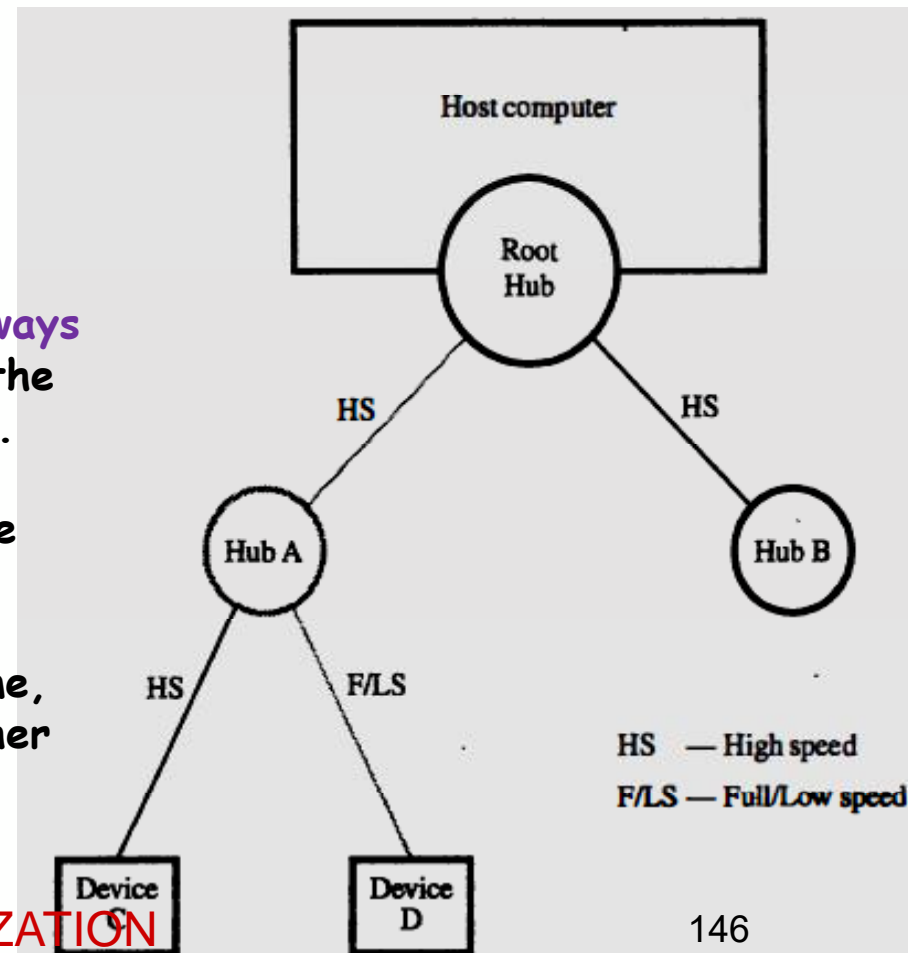 Host computer
Root
Hub
ways
the
.
HS
HS
e
Hub A
Hub B
HS
F/LS
ne,
her
HS — High speed
F/LS — Full/Low speed
Device
C
Device
D
ZATION
146